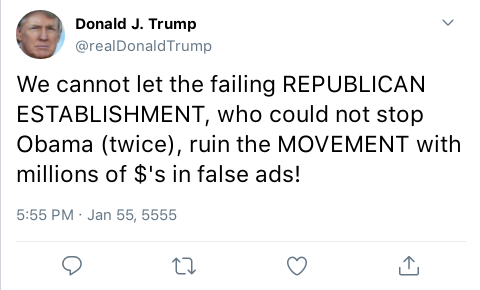 Donald J. Trump
@realDonaldTrump
We cannot let the failing REPUBLICAN
ESTABLISHMENT, who could not stop
Obama (twice), ruin the MOVEMENT with
millions of $'s in false ads!
5:55 PM · Jan 55, 5555